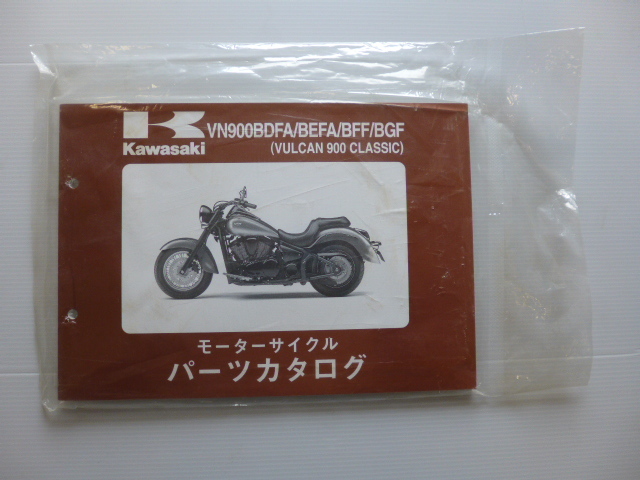 VN900BDFA/BEFA/BFF/BGF
Kawasaki (VULCAN 900 CLASSIC)
モーターサイクル
パーツカタログ